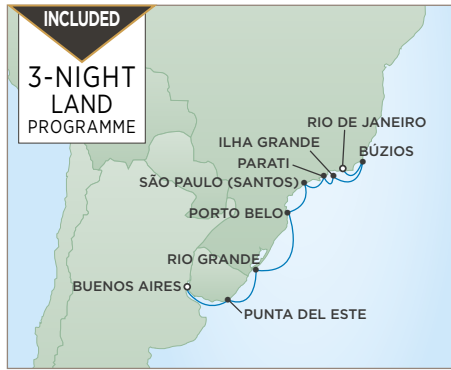 INCLUDED
3-NIGHT
LAND
PROGRAMME
RIO DE JANEIRO
ILHA GRANDE
BÚZIOS
PARATI
SÃO PAULO (SANTOS)
PORTO BELO
RIO GRANDE
BUENOS AIRES
PUNTA DEL ESTE